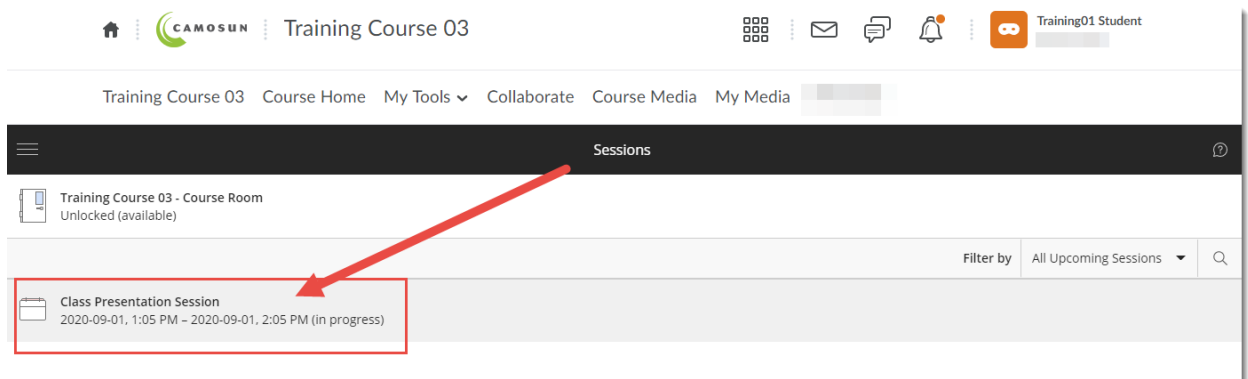 CAMOSUN
Training Course 03
Training01 Student
Training Course 03 Course Home My Tools Collaborate Course Media My Media
Sessions
Training Course 03 - Course Room
Unlocked (available)
Filter by All Upcoming Sessions
Class Presentation Session
2020-09-01, 1:05 PM – 2020-09-01, 2:05 PM (in progress)